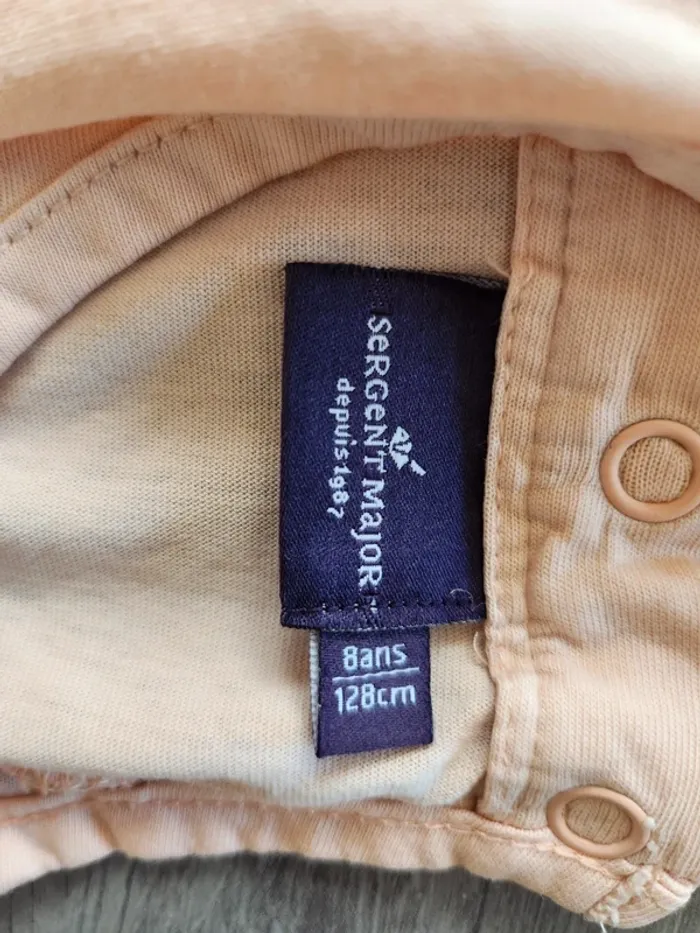 SeRGeNT MajoR
depuis 1987
8ans
128cm